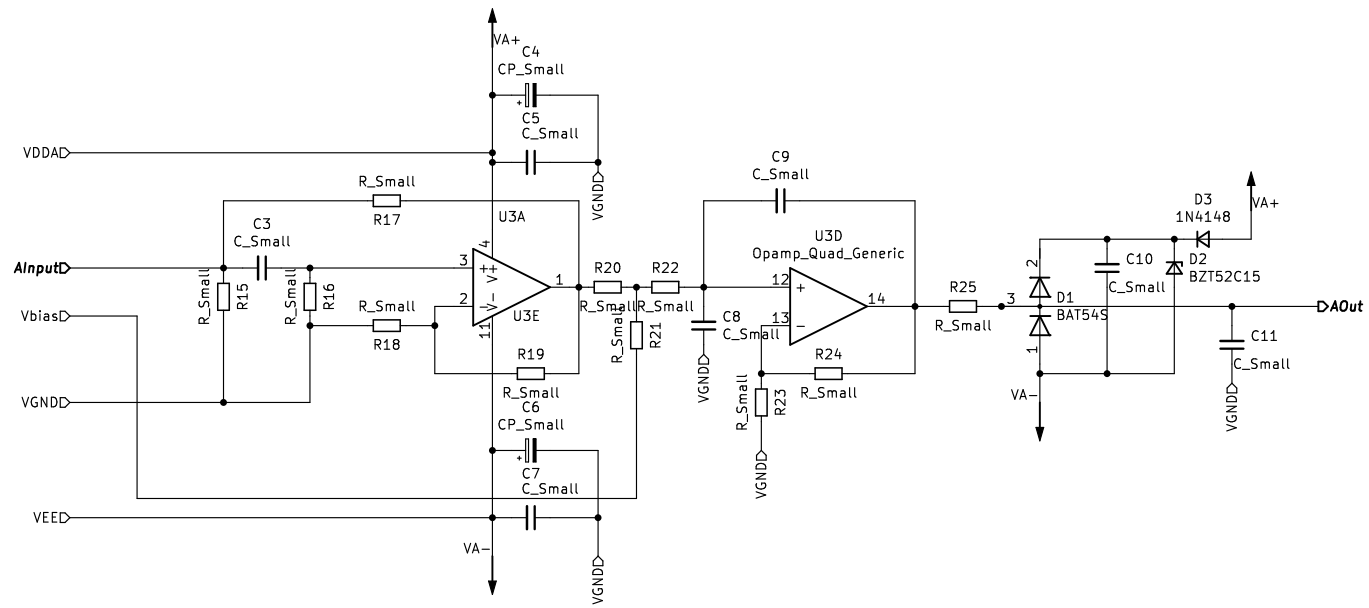 VA+
C4
CP_Small
+
C5
C_Small
VDDA
VGND
R_Small
R17
U3A
C3
C_Small
AInput
R_Small
R15
R_Small
R16
3
4
++
V+
1
2
V-
11
U3E
R_Small
R18
Vbias
R19
R_Small
VGND
C6
CP_Small
+
C7
C_Small
VEE
VA-
VGND
R20
R_Small
R22
R_Small
R_Small
R21
C8
C_Small
VGND
C9
C_Small
U3D
Opamp_Quad_Generic
12
+
14
13
−
R24
R_Small
R_Small
R23
VGND
R25
R_Small
3
2
D1
BAT54S
1
VA-
C10
C_Small
D3
1N4148
VA+
D2
BZT52C15
AOut
C11
C_Small
VGND